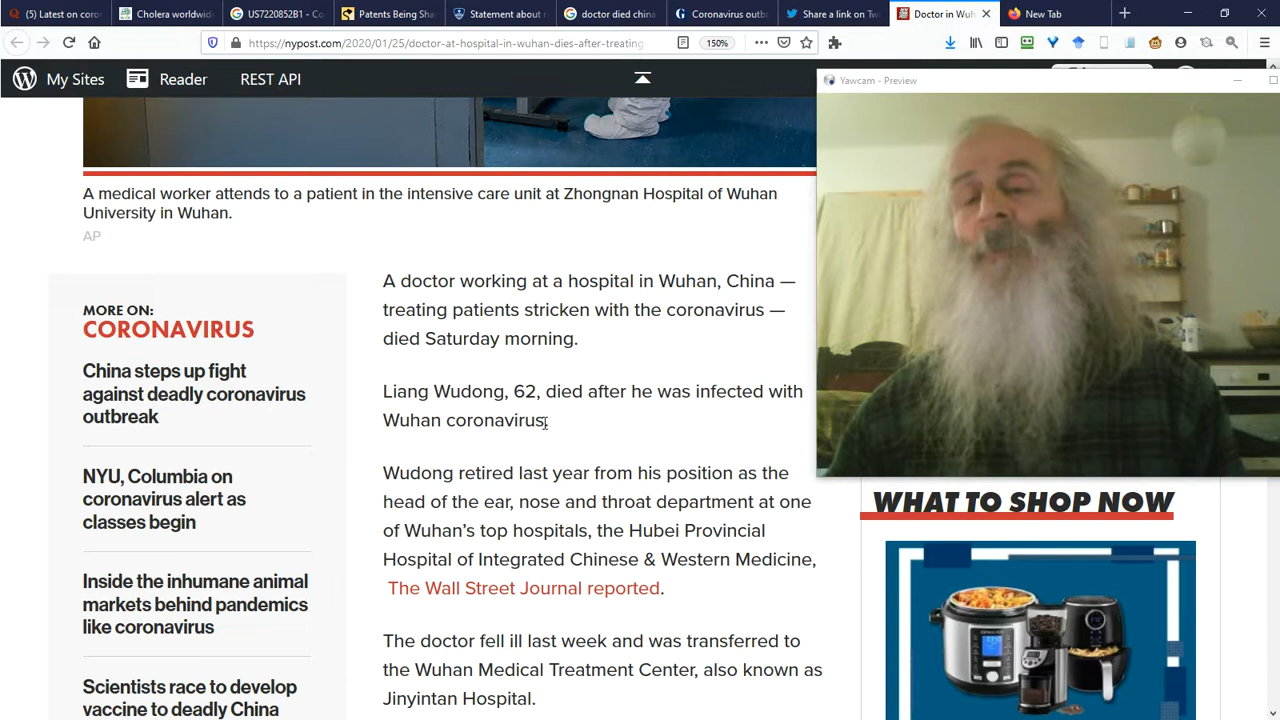 (5) Latest on coron
Cholera worldwide
US7220852B1 - Co
Patents Being Sha
Statement about n
doctor died china
Coronavirus outb
Share a link on Tw
Doctor in Wuh
New Tab
https://nypost.com/2020/01/25/doctor-at-hospital-in-wuhan-dies-after-treating
150%
My Sites
Reader
REST API
Yawcam - Preview
A medical worker attends to a patient in the intensive care unit at Zhongnan Hospital of Wuhan
University in Wuhan.
AP
MORE ON:
CORONAVIRUS
China steps up fight
against deadly coronavirus
outbreak
NYU, Columbia on
coronavirus alert as
classes begin
Inside the inhumane animal
markets behind pandemics
like coronavirus
Scientists race to develop
vaccine to deadly China
A doctor working at a hospital in Wuhan, China —
treating patients stricken with the coronavirus —
died Saturday morning.
Liang Wudong, 62, died after he was infected with
Wuhan coronavirus.
Wudong retired last year from his position as the
head of the ear, nose and throat department at one
of Wuhan's top hospitals, the Hubei Provincial
Hospital of Integrated Chinese & Western Medicine,
The Wall Street Journal reported.
The doctor fell ill last week and was transferred to
the Wuhan Medical Treatment Center, also known as
Jinyintan Hospital.
WHAT TO SHOP NOW